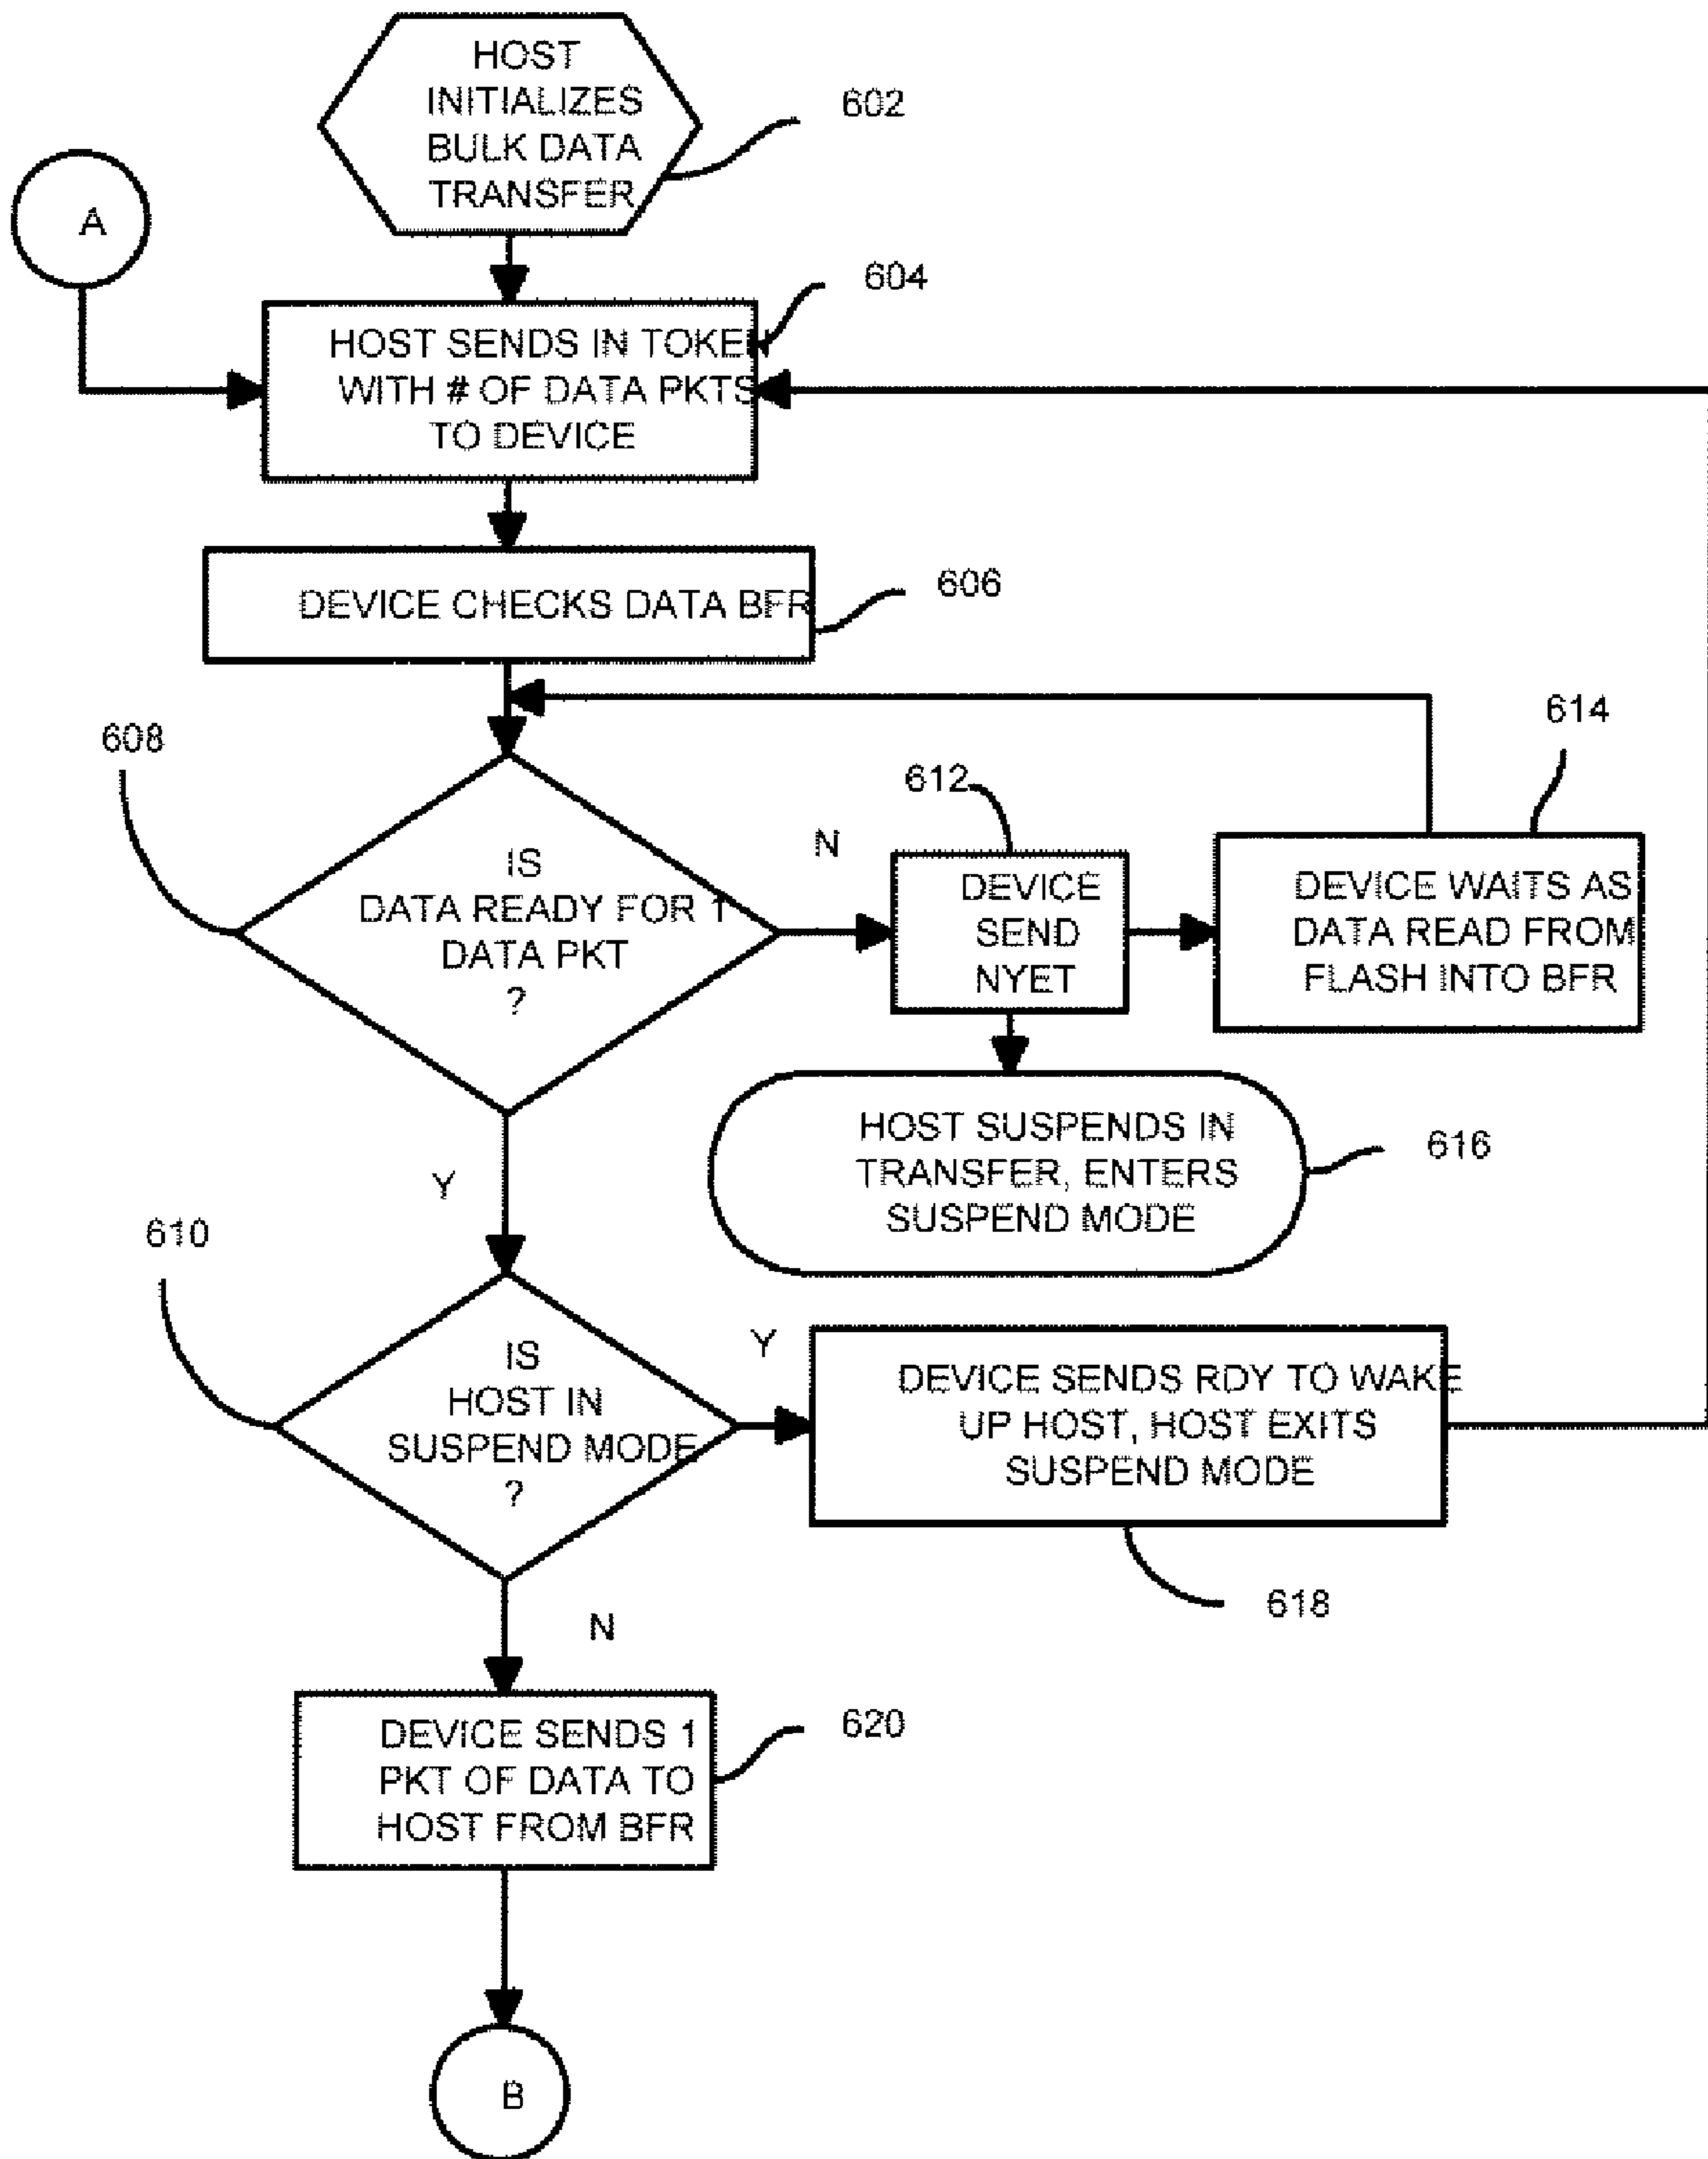 HOST
INITIALIZES
BULK DATA
TRANSFER
602
A
604
HOST SENDS IN TOKEN
WITH # OF DATA PKTS
TO DEVICE
606
DEVICE CHECKS DATA BFR
608
614
612
N
IS
DATA READY FOR 1
DATA PKT
?
DEVICE
SEND
NYET
DEVICE WAITS AS
DATA READ FROM
FLASH INTO BFR
HOST SUSPENDS IN
TRANSFER, ENTERS
SUSPEND MODE
616
Y
610
IS
HOST IN
SUSPEND MODE
?
Y
DEVICE SENDS RDY TO WAKE
UP HOST, HOST EXITS
SUSPEND MODE
618
N
DEVICE SENDS 1
PKT OF DATA TO
HOST FROM BFR
620
B